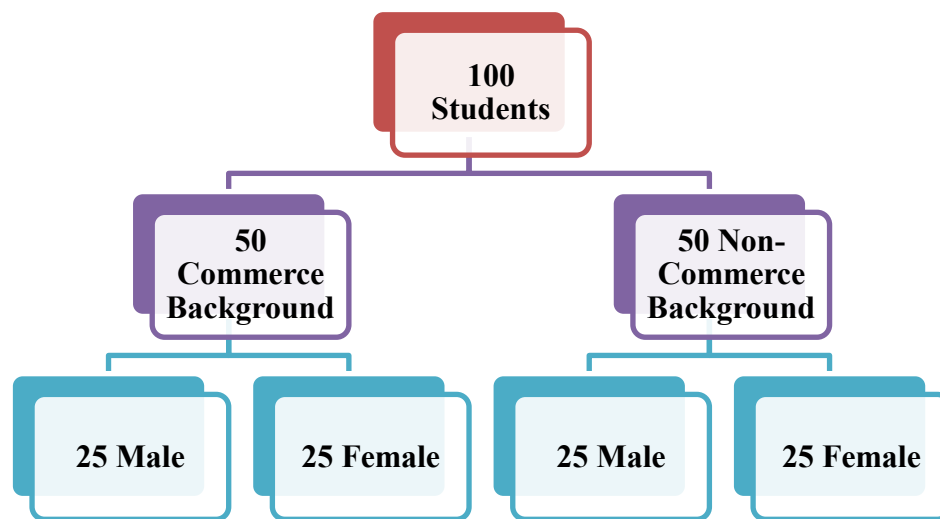 100
Students
50
Commerce
Background
50 Non-
Commerce
Background
25 Male
25 Female
25 Male
25 Female